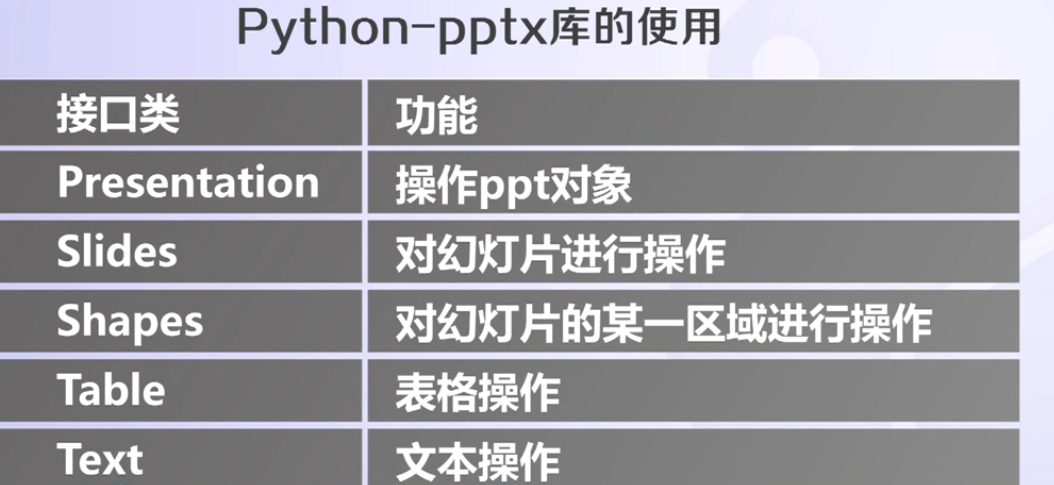 Python-pptx库的使用
接口类 功能
Presentation 操作ppt对象
Slides 对幻灯片进行操作
Shapes 对幻灯片的某一区域进行操作
Table 表格操作
Text 文本操作